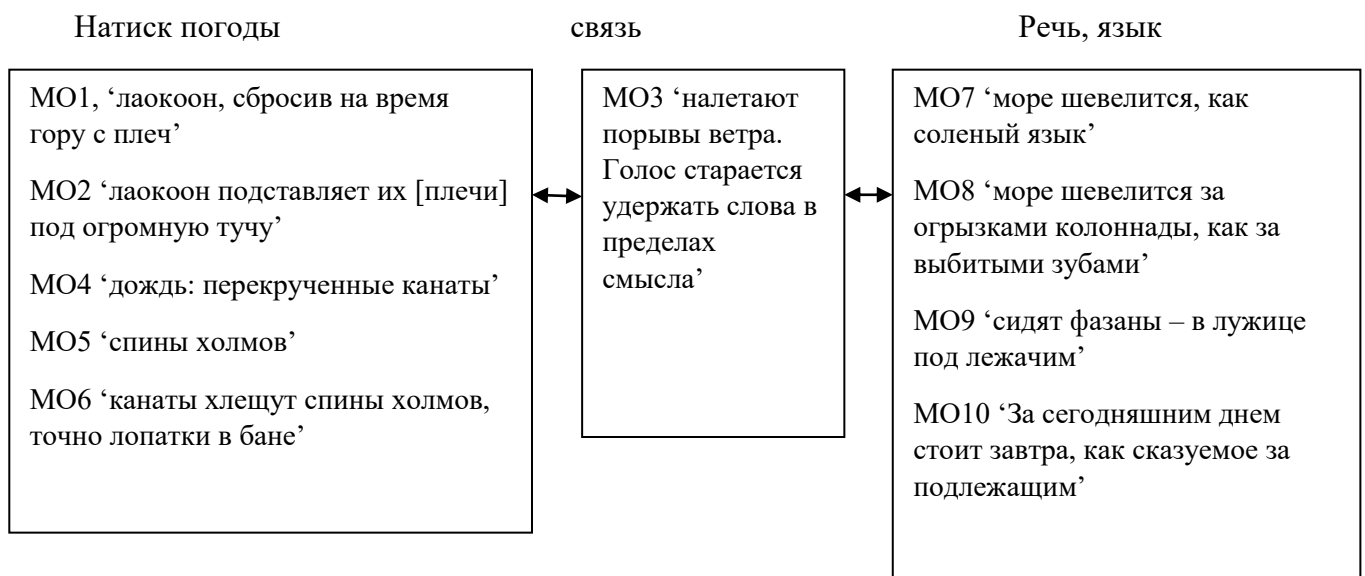 Натиск погоды
связь
Речь, язык
МО1, ‘лаокоон, сбросив на время
гору с плеч’
МО2 ‘лаокоон подставляет их [плечи]
под огромную тучу’
МО4 ‘дождь: перекрученные канаты’
МО5 ‘спины холмов’
МО6 ‘канаты хлещут спины холмов,
точно лопатки в бане’
МО3 ‘налетают
порывы ветра.
Голос старается
удержать слова в
пределах
смысла’
МО7 ‘море шевелится, как
соленый язык’
МО8 ‘море шевелится за
огрызками колоннады, как за
выбитыми зубами’
МО9 ‘сидят фазаны – в лужице
под лежачим’
МО10 ‘За сегодняшним днем
стоит завтра, как сказуемое за
подлежащим’